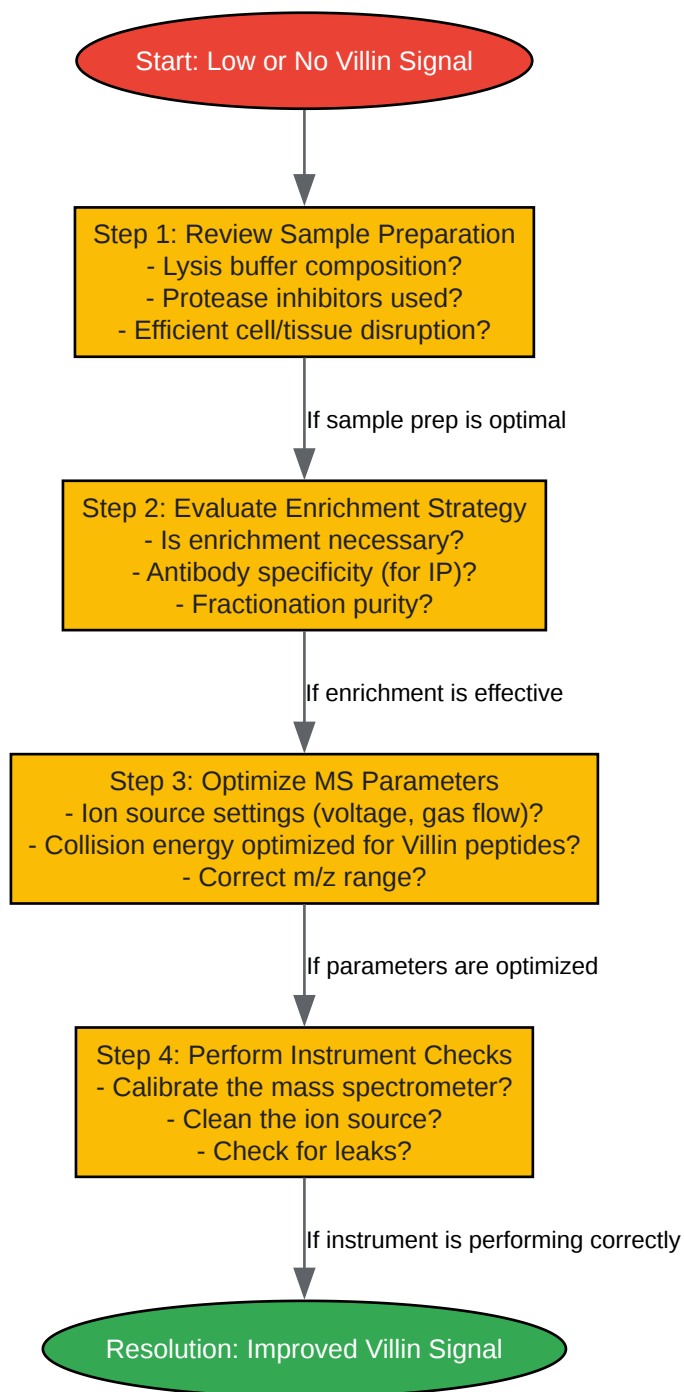 Start: Low or No Villin Signal
Step 1: Review Sample Preparation
- Lysis buffer composition?
- Protease inhibitors used?
- Efficient cell/tissue disruption?
If sample prep is optimal
Step 2: Evaluate Enrichment Strategy
- Is enrichment necessary?
- Antibody specificity (for IP)?
- Fractionation purity?
If enrichment is effective
Step 3: Optimize MS Parameters
- Ion source settings (voltage, gas flow)?
- Collision energy optimized for Villin peptides?
- Correct m/z range?
If parameters are optimized
Step 4: Perform Instrument Checks
- Calibrate the mass spectrometer?
- Clean the ion source?
- Check for leaks?
If instrument is performing correctly
Resolution: Improved Villin Signal